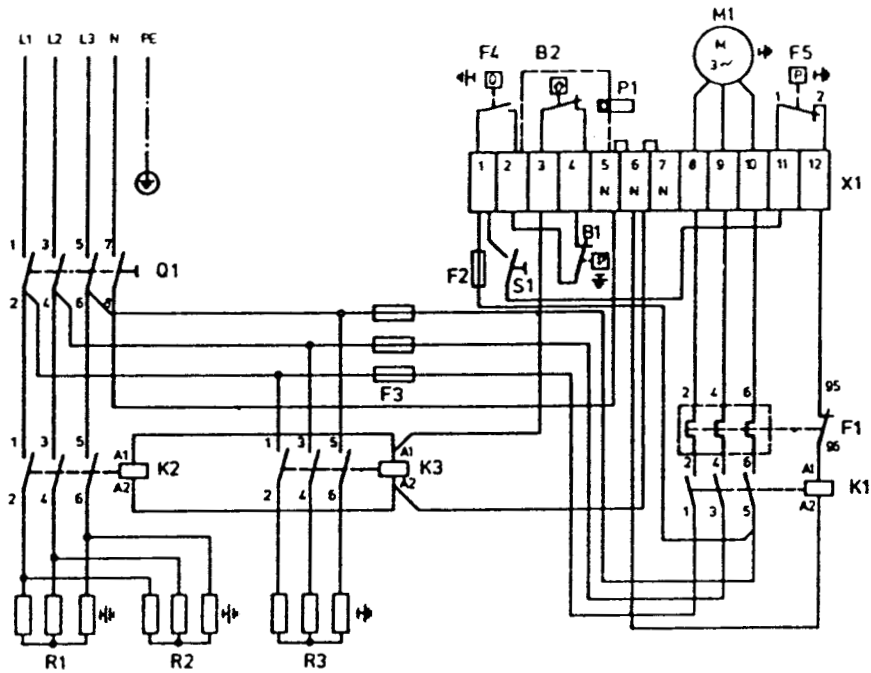 M1
L1 L2 L3 N PE
F4 B2 M 3~ F5
P
P1
1 2
1 2 3 4 5 6 7 8 9 10 11 12
N N N
X1
B1
P
F2 S1
1 3 5 7
Q1
2 4 6 8
F3
2 4 6 95
F1
96
1 3 5 A1 K2 A2
1 3 5 A1 K3 A2
2 4 6 A1 K1 A2
2 4 6
2 4 6
1 3 5
R1 R2 R3